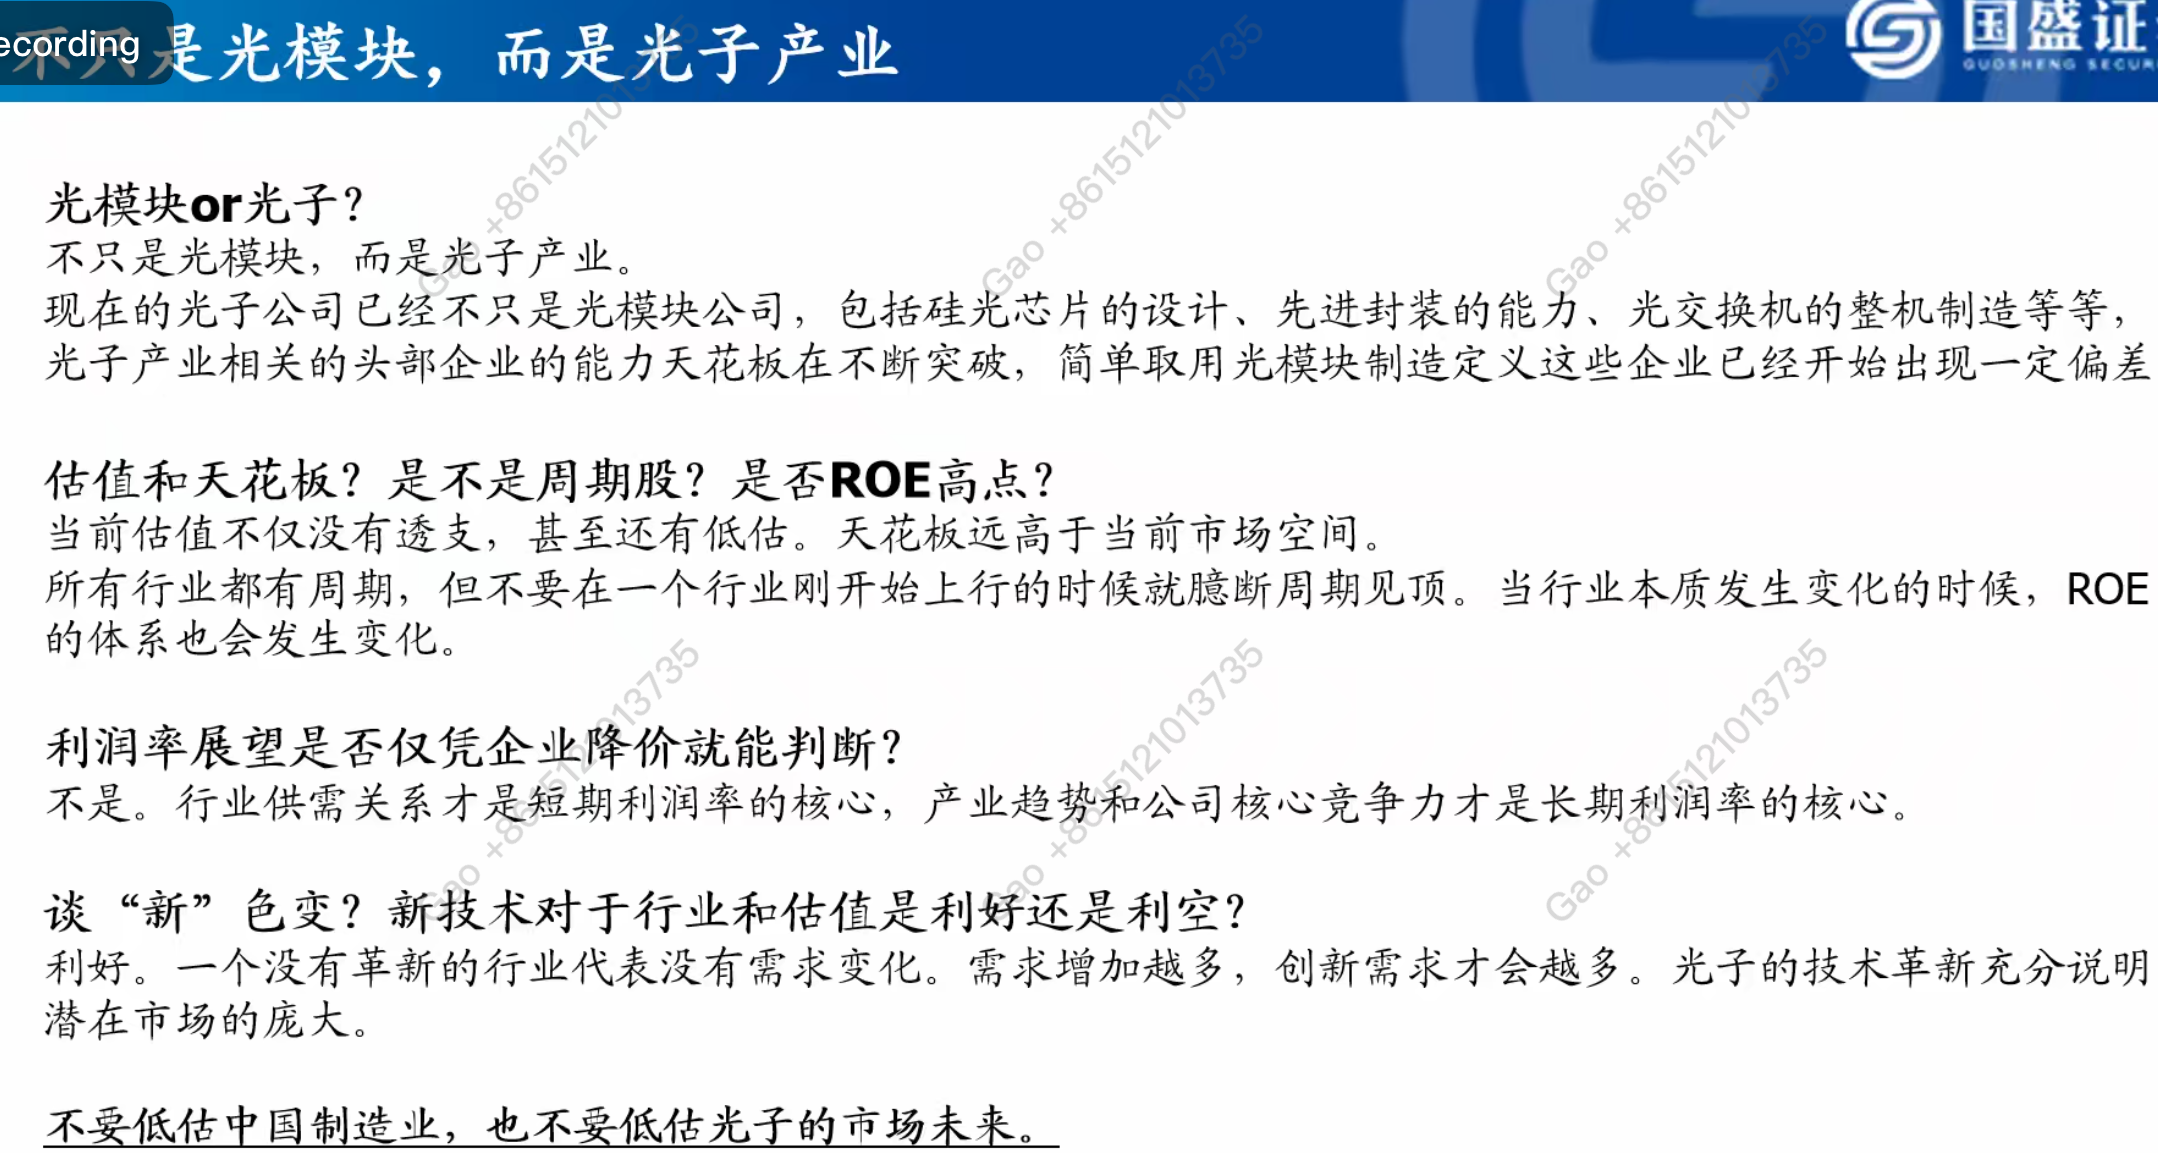 ecording
不只是光模块，而是光子产业
国盛证
GUOSHENG SECUR
光模块or光子？
不只是光模块，而是光子产业。
现在的光子公司已经不只是光模块公司，包括硅光芯片的设计、先进封装的能力、光交换机的整机制造等等，
光子产业相关的头部企业的能力天花板在不断突破，简单取用光模块制造定义这些企业已经开始出现一定偏差
估值和天花板？是不是周期股？是否ROE高点？
当前估值不仅没有透支，甚至还有低估。天花板远高于当前市场空间。
所有行业都有周期，但不要在一个行业刚开始上行的时候就臆断周期见顶。当行业本质发生变化的时候，ROE
的体系也会发生变化。
利润率展望是否仅凭企业降价就能判断？
不是。行业供需关系才是短期利润率的核心，产业趋势和公司核心竞争力才是长期利润率的核心。
谈“新”色变？新技术对于行业和估值是利好还是利空？
利好。一个没有革新的行业代表没有需求变化。需求增加越多，创新需求才会越多。光子的技术革新充分说明
潜在市场的庞大。
不要低估中国制造业，也不要低估光子的市场未来。
Gao +8615121013735
Gao +8615121013735
Gao +8615121013735
Gao +8615121013735
Gao +8615121013735
Gao +8615121013735